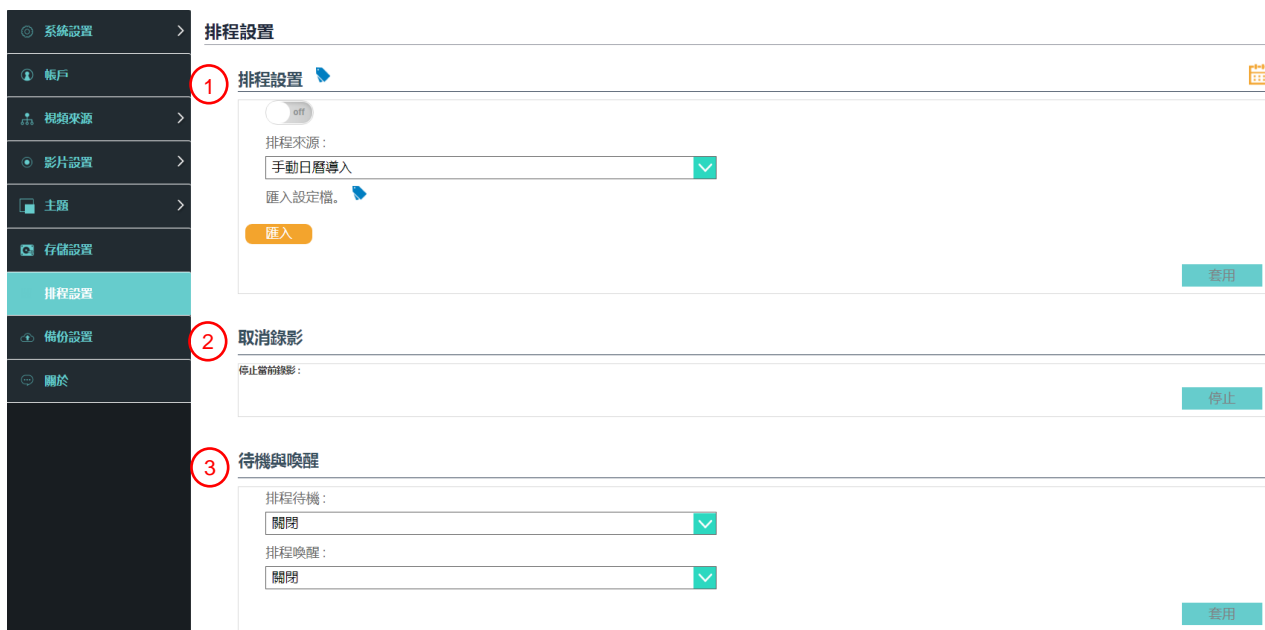 系統設置
帳戶
視頻來源
影片設置
主題
存儲設置
排程設置
備份設置
關於
排程設置
1
排程設置
off
排程來源 :
手動日曆導入
匯入設定檔。
匯入
套用
2
取消錄影
停止當前錄影 :
停止
3
待機與喚醒
排程待機 :
關閉
排程喚醒 :
關閉
套用